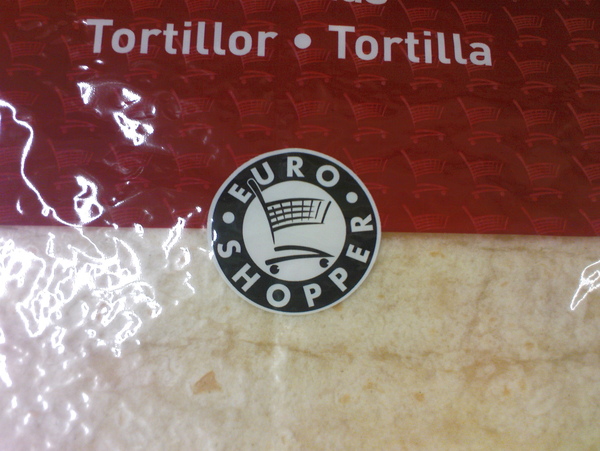 Tortillor • Tortilla
EURO
• SHOPPER •